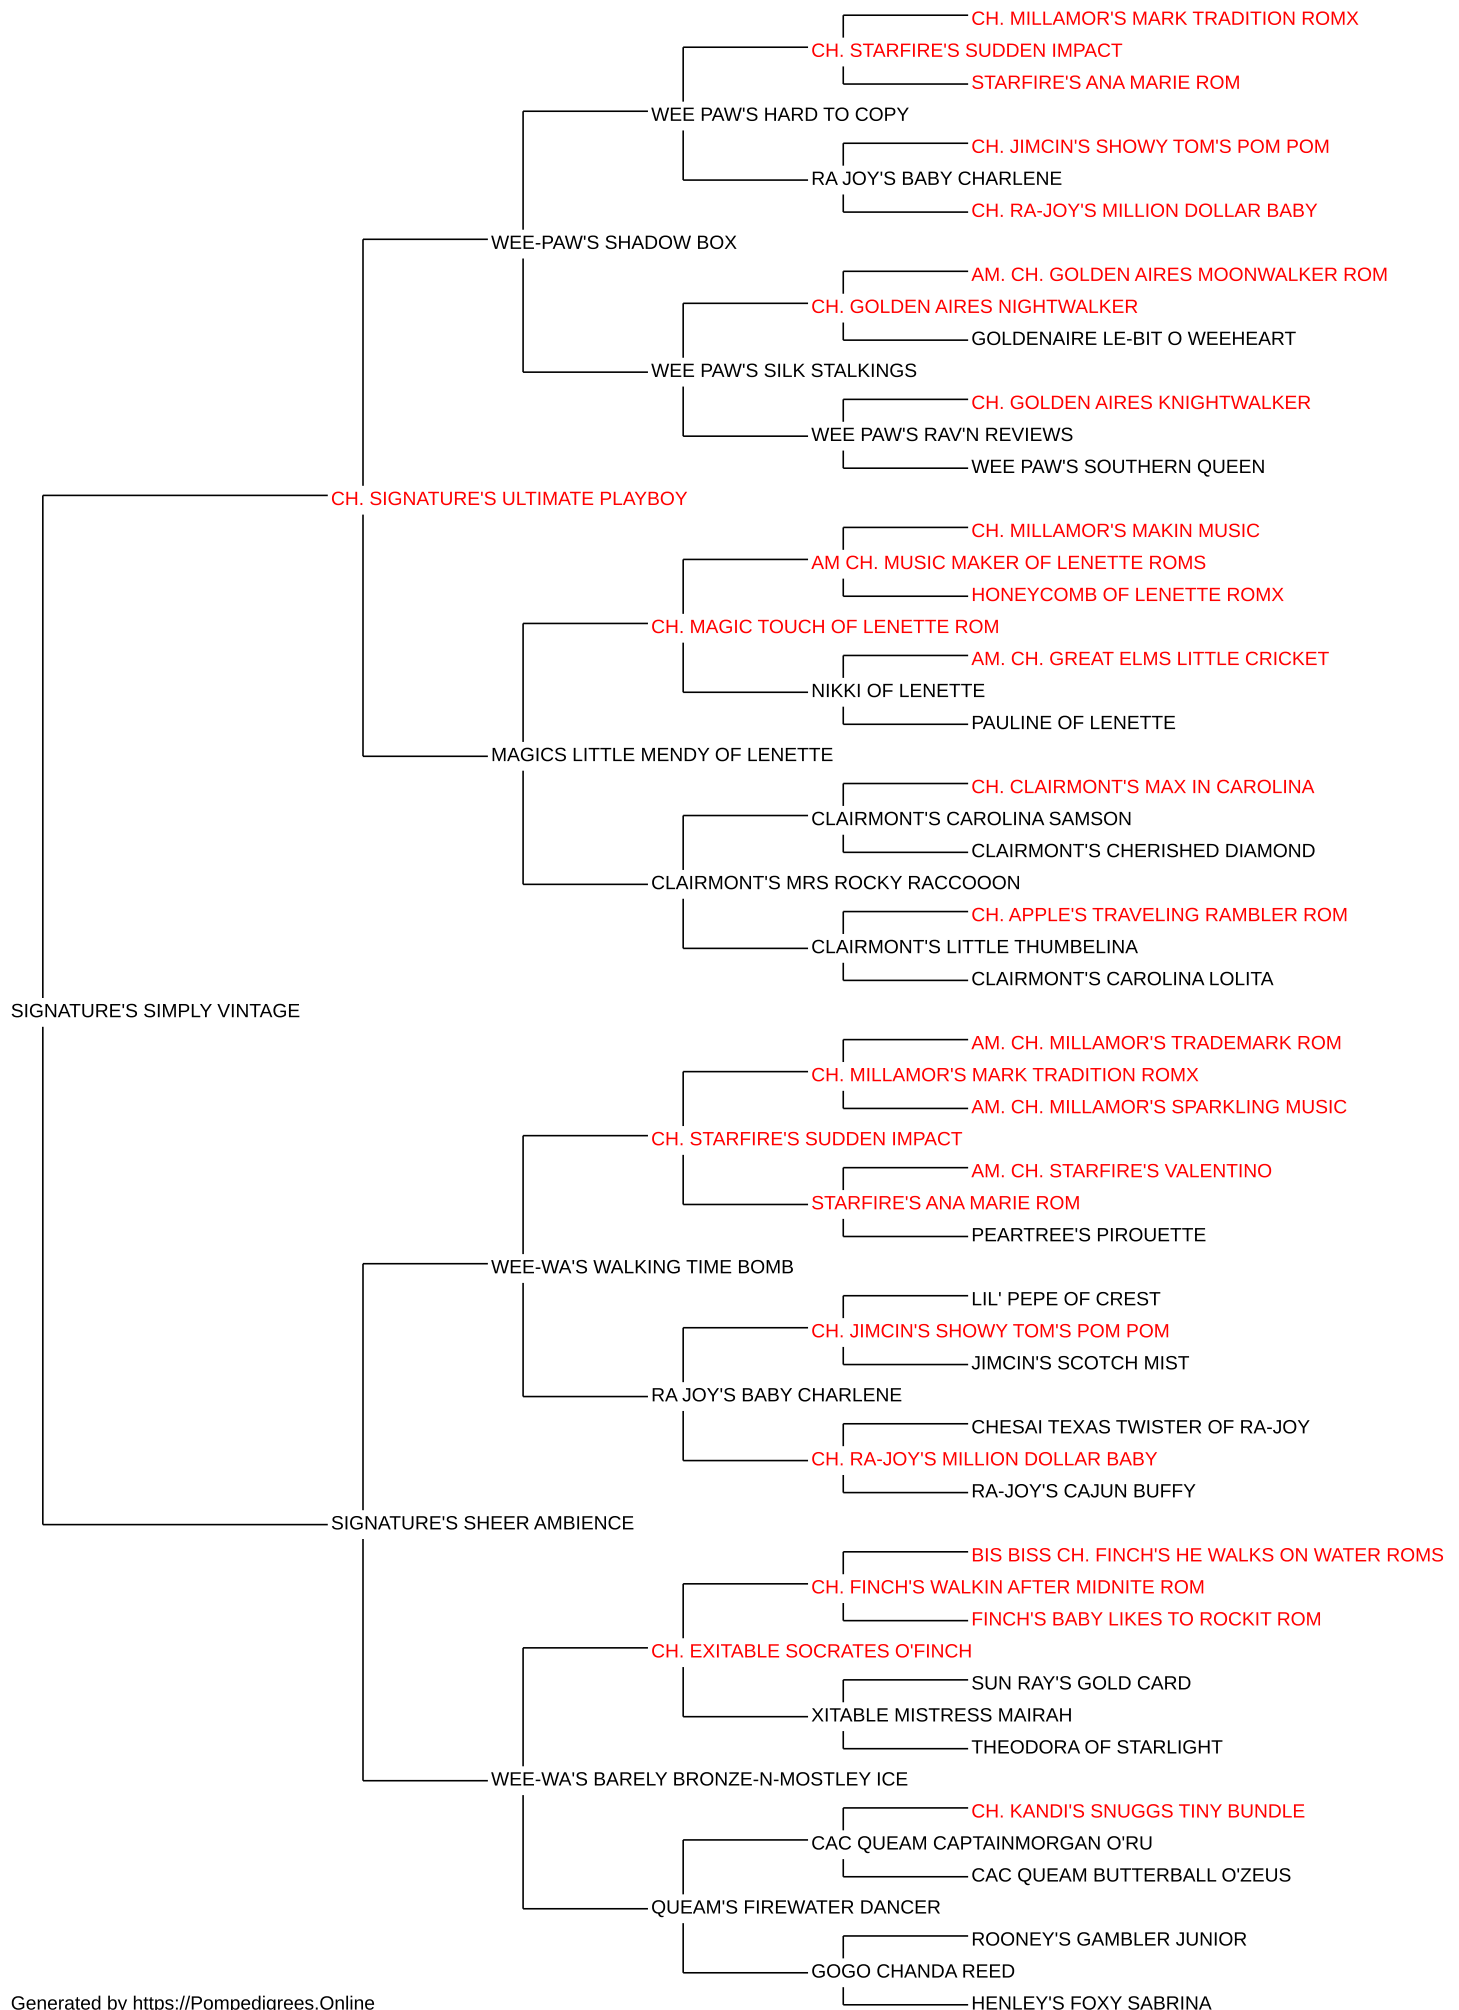 CH. MILLAMOR'S MARK TRADITION ROMX
CH. STARFIRE'S SUDDEN IMPACT
STARFIRE'S ANA MARIE ROM
WEE PAW'S HARD TO COPY
CH. JIMCIN'S SHOWY TOM'S POM POM
RA JOY'S BABY CHARLENE
CH. RA-JOY'S MILLION DOLLAR BABY
WEE-PAW'S SHADOW BOX
AM. CH. GOLDEN AIRES MOONWALKER ROM
CH. GOLDEN AIRES NIGHTWALKER
GOLDENAIRE LE-BIT O WEEHEART
WEE PAW'S SILK STALKINGS
CH. GOLDEN AIRES KNIGHTWALKER
WEE PAW'S RAV'N REVIEWS
WEE PAW'S SOUTHERN QUEEN
CH. SIGNATURE'S ULTIMATE PLAYBOY
CH. MILLAMOR'S MAKIN MUSIC
AM CH. MUSIC MAKER OF LENETTE ROMS
HONEYCOMB OF LENETTE ROMX
CH. MAGIC TOUCH OF LENETTE ROM
AM. CH. GREAT ELMS LITTLE CRICKET
NIKKI OF LENETTE
PAULINE OF LENETTE
MAGICS LITTLE MENDY OF LENETTE
CH. CLAIRMONT'S MAX IN CAROLINA
CLAIRMONT'S CAROLINA SAMSON
CLAIRMONT'S CHERISHED DIAMOND
CLAIRMONT'S MRS ROCKY RACCOOON
CH. APPLE'S TRAVELING RAMBLER ROM
CLAIRMONT'S LITTLE THUMBELINA
CLAIRMONT'S CAROLINA LOLITA
SIGNATURE'S SIMPLY VINTAGE
AM. CH. MILLAMOR'S TRADEMARK ROM
CH. MILLAMOR'S MARK TRADITION ROMX
AM. CH. MILLAMOR'S SPARKLING MUSIC
CH. STARFIRE'S SUDDEN IMPACT
AM. CH. STARFIRE'S VALENTINO
STARFIRE'S ANA MARIE ROM
PEARTREE'S PIROUETTE
WEE-WA'S WALKING TIME BOMB
LIL' PEPE OF CREST
CH. JIMCIN'S SHOWY TOM'S POM POM
JIMCIN'S SCOTCH MIST
RA JOY'S BABY CHARLENE
CHESAI TEXAS TWISTER OF RA-JOY
CH. RA-JOY'S MILLION DOLLAR BABY
RA-JOY'S CAJUN BUFFY
SIGNATURE'S SHEER AMBIENCE
BIS BISS CH. FINCH'S HE WALKS ON WATER ROMS
CH. FINCH'S WALKIN AFTER MIDNITE ROM
FINCH'S BABY LIKES TO ROCKIT ROM
CH. EXITABLE SOCRATES O'FINCH
SUN RAY'S GOLD CARD
XITABLE MISTRESS MAIRAH
THEODORA OF STARLIGHT
WEE-WA'S BARELY BRONZE-N-MOSTLEY ICE
CH. KANDI'S SNUGGS TINY BUNDLE
CAC QUEAM CAPTAINMORGAN O'RU
CAC QUEAM BUTTERBALL O'ZEUS
QUEAM'S FIREWATER DANCER
ROONEY'S GAMBLER JUNIOR
GOGO CHANDA REED
HENLEY'S FOXY SABRINA
Generated by https://Pompedigrees.Online